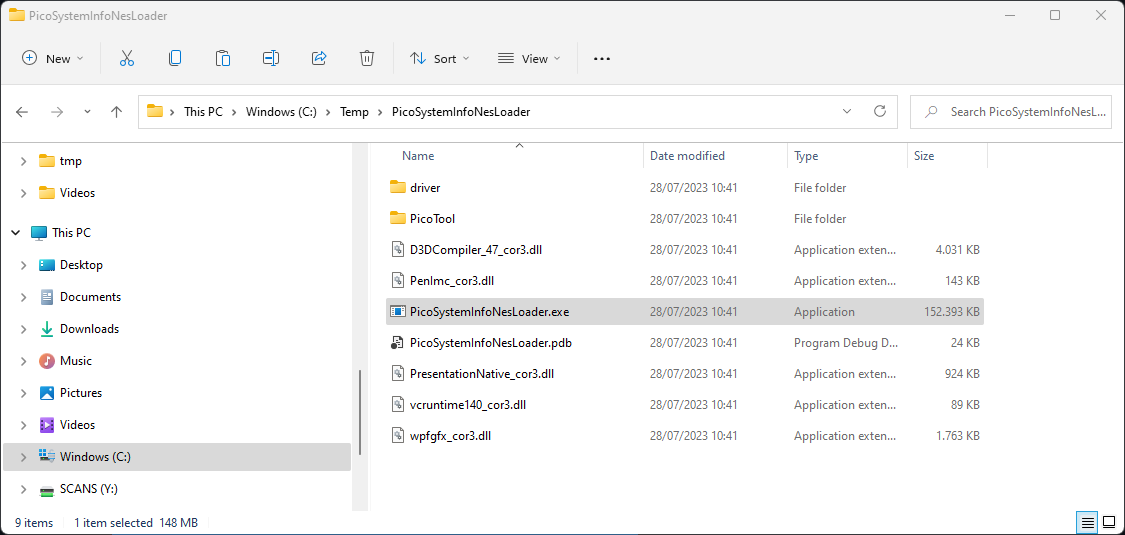 PicoSystemInfoNesLoader
New Sort View
This PC Windows (C:) Temp PicoSystemInfoNesLoader Search PicoSystemInfoNesL...
tmp
Videos
This PC
Desktop
Documents
Downloads
Music
Pictures
Videos
Windows (C:)
SCANS (Y:)
Name Date modified Type Size
driver 28/07/2023 10:41 File folder
PicoTool 28/07/2023 10:41 File folder
D3DCompiler_47_cor3.dll 28/07/2023 10:41 Application exten... 4.031 KB
PenImc_cor3.dll 28/07/2023 10:41 Application exten... 143 KB
PicoSystemInfoNesLoader.exe 28/07/2023 10:41 Application 152.393 KB
PicoSystemInfoNesLoader.pdb 28/07/2023 10:41 Program Debug D... 24 KB
PresentationNative_cor3.dll 28/07/2023 10:41 Application exten... 924 KB
vcruntime140_cor3.dll 28/07/2023 10:41 Application exten... 89 KB
wpfgfx_cor3.dll 28/07/2023 10:41 Application exten... 1.763 KB
9 items 1 item selected 148 MB